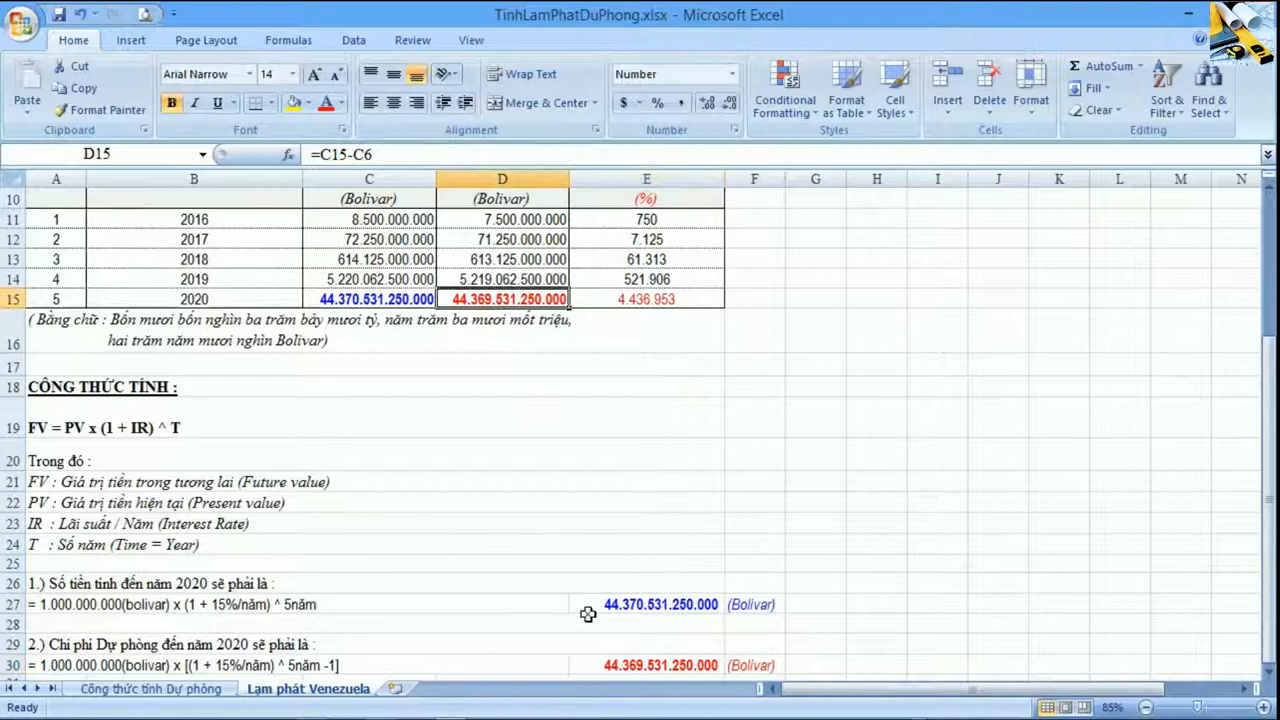 TinhLamPhatDuPhong.xlsx - Microsoft Excel
Home Insert Page Layout Formulas Data Review View
Paste Cut Copy Format Painter Clipboard
Arial Narrow 14 B I U A Font
Wrap Text Merge & Center Alignment
Number $ % , Number
Conditional Formatting Format as Table Cell Styles Styles
Insert Delete Format Cells
Σ AutoSum Fill Clear Sort & Filter Find & Select Editing
D15 fx =C15-C6
A B C D E F G H I J K L M N
10 (Bolivar) (Bolivar) (%)
11 1 2016 8.500.000.000 7.500.000.000 750
12 2 2017 72.250.000.000 71.250.000.000 7.125
13 3 2018 614.125.000.000 613.125.000.000 61.313
14 4 2019 5.220.062.500.000 5.219.062.500.000 521.906
15 5 2020 44.370.531.250.000 44.369.531.250.000 4.436.953
( Bằng chữ : Bốn mươi bốn nghìn ba trăm bảy mươi tỷ, năm trăm ba mươi mốt triệu,
16 hai trăm năm mươi nghìn Bolivar)
17
18 CÔNG THỨC TÍNH :
19 FV = PV x (1 + IR) ^ T
20 Trong đó :
21 FV : Giá trị tiền trong tương lai (Future value)
22 PV : Giá trị tiền hiện tại (Present value)
23 IR : Lãi suất / Năm (Interest Rate)
24 T : Số năm (Time = Year)
25
26 1.) Số tiền tính đến năm 2020 sẽ phải là :
27 = 1.000.000.000(bolivar) x (1 + 15%/năm) ^ 5năm 44.370.531.250.000 (Bolivar)
28
29 2.) Chi phí Dự phòng đến năm 2020 sẽ phải là :
30 = 1.000.000.000(bolivar) x [(1 + 15%/năm) ^ 5năm -1] 44.369.531.250.000 (Bolivar)
Công thức tính Dự phòng Lạm phát Venezuela
Ready 85%